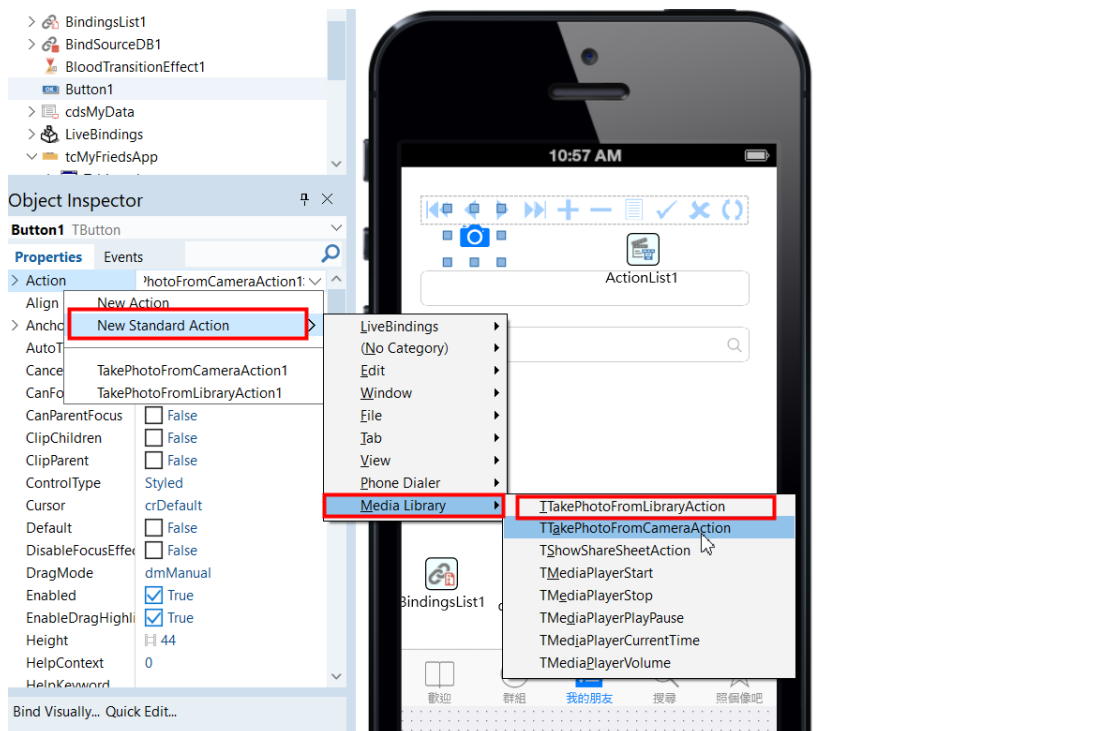 BindingsList1
BindSourceDB1
BloodTransitionEffect1
Button1
cdsMyData
LiveBindings
tcMyFriedsApp
Object Inspector
Button1 TButton
Properties Events
Action
hotoFromCameraAction1
Align
New Action
Ancho
New Standard Action
AutoT
Cance
TakePhotoFromCameraAction1
CanFo
TakePhotoFromLibraryAction1
CanParentFocus False
ClipChildren False
ClipParent False
ControlType Styled
Cursor crDefault
Default False
DisableFocusEffec False
DragMode dmManual
Enabled True
EnableDragHighli True
Height 44
HelpContext 0
HelpKeyword
Bind Visually... Quick Edit...
LiveBindings
(No Category)
Edit
Window
File
Tab
View
Phone Dialer
Media Library
TTakePhotoFromLibraryAction
TTakePhotoFromCameraAction
TShowShareSheetAction
TMediaPlayerStart
TMediaPlayerStop
TMediaPlayerPlayPause
TMediaPlayerCurrentTime
TMediaPlayerVolume
10:57 AM
ActionList1
BindingsList1
歡迎 群組 我的朋友 搜尋 照個像吧